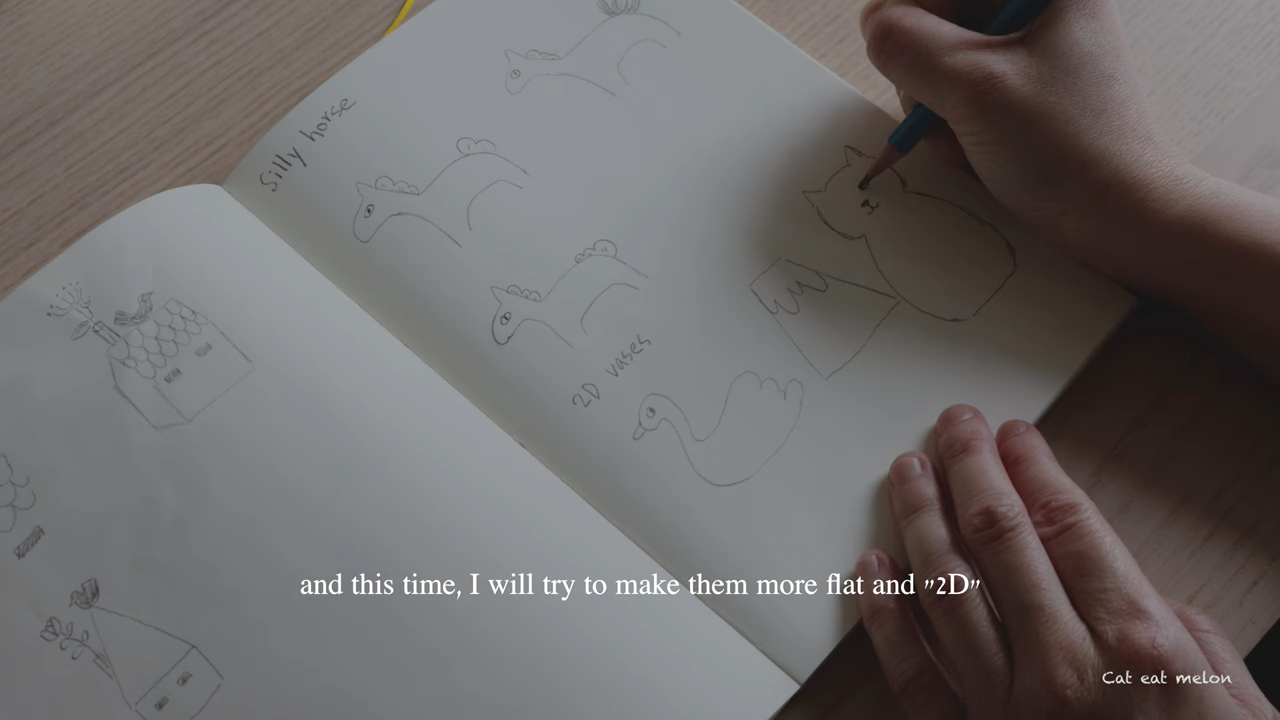 Silly horse
2D vases
and this time, I will try to make them more flat and "2D"
Cat eat melon